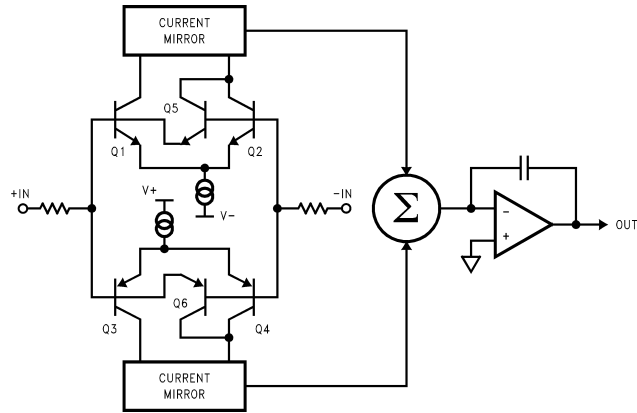 CURRENT
MIRROR
Q5
Q1
Q2
+IN
V+
V−
−IN
Σ
−
+
OUT
Q3
Q6
Q4
CURRENT
MIRROR